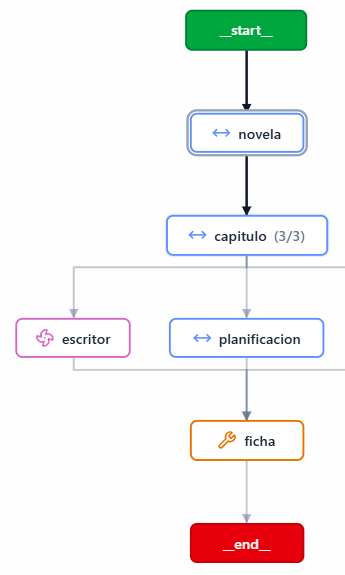 __start__
novela
capitulo (3/3)
escritor
planificacion
ficha
__end__